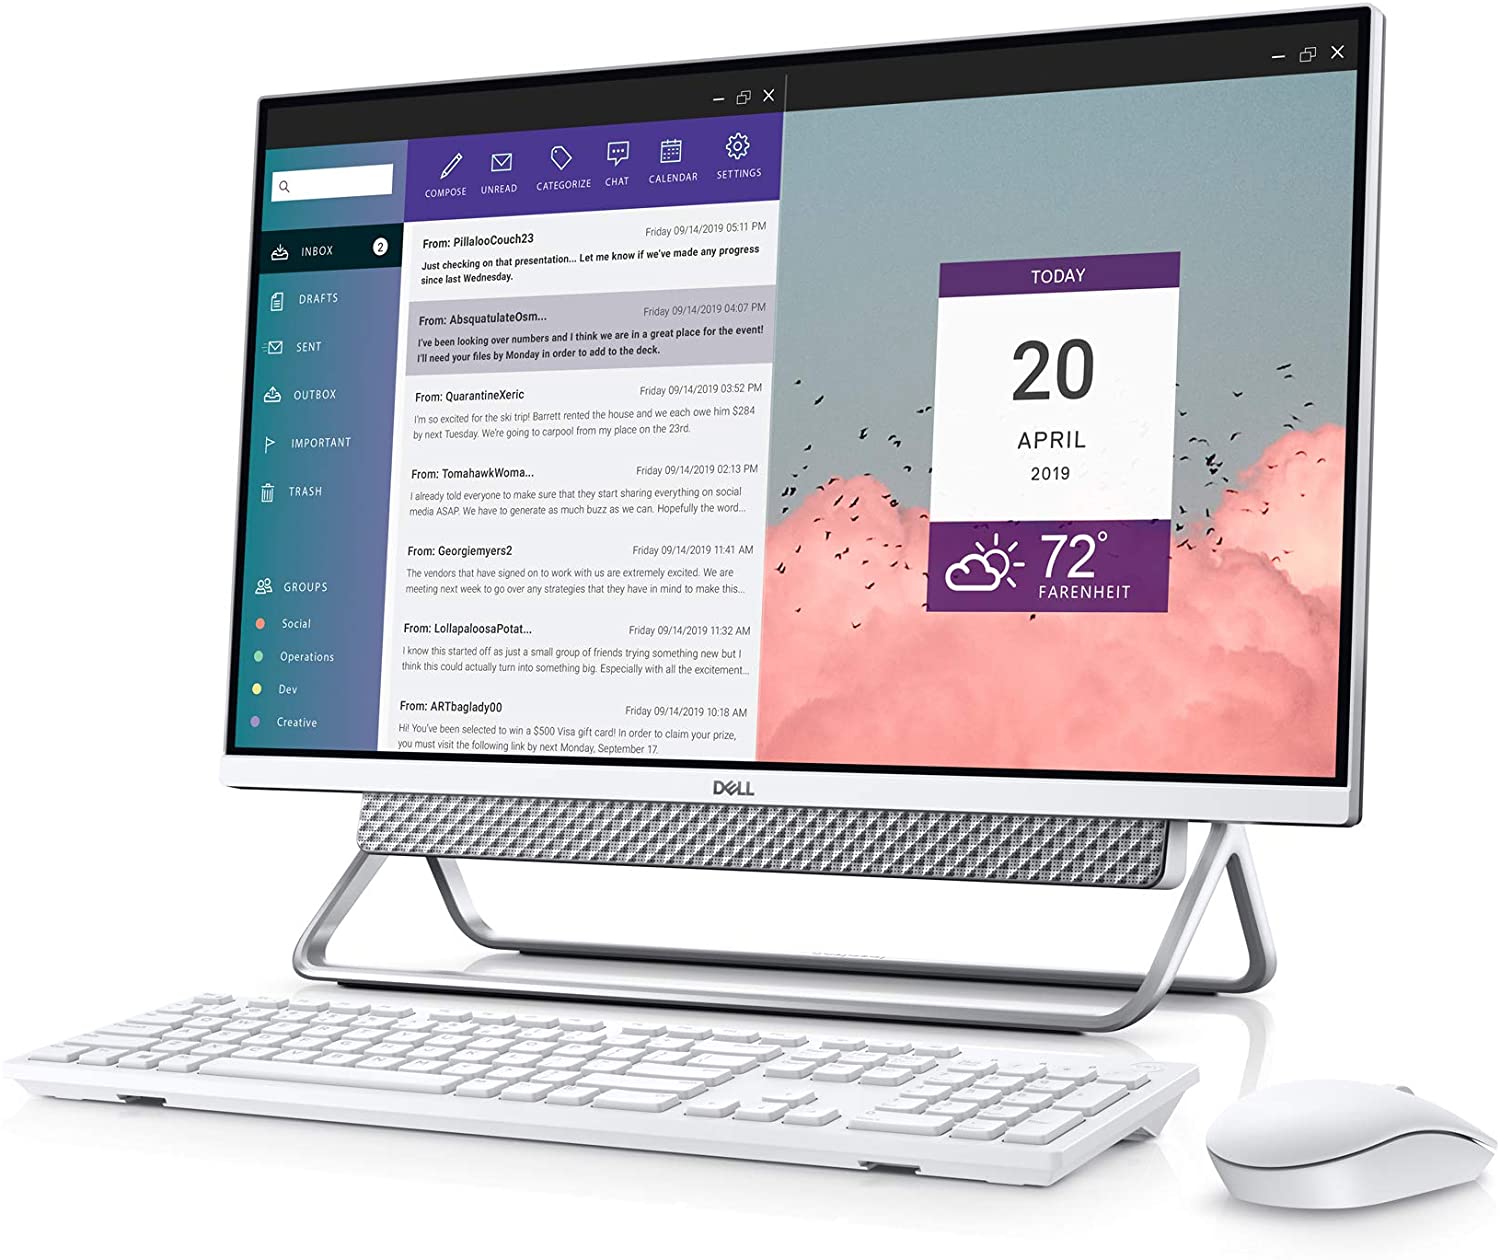 COMPOSE
UNREAD
CATEGORIZE
CHAT
CALENDAR
SETTINGS
INBOX 2
DRAFTS
SENT
OUTBOX
IMPORTANT
TRASH
GROUPS
Social
Operations
Dev
Creative
From: PillalooCouch23 Friday 09/14/2019 05:11 PM
Just checking on that presentation... Let me know if we've made any progress
since last Wednesday.
From: AbsquatulateOsm... Friday 09/14/2019 04:07 PM
I've been looking over numbers and I think we are in a great place for the event!
I'll need your files by Monday in order to add to the deck.
From: QuarantineXeric Friday 09/14/2019 03:52 PM
I'm so excited for the ski trip! Barrett rented the house and we each owe him $284
by next Tuesday. We're going to carpool from my place on the 23rd.
From: TomahawkWoma... Friday 09/14/2019 02:13 PM
I already told everyone to make sure that they start sharing everything on social
media ASAP. We have to generate as much buzz as we can. Hopefully the word...
From: Georgiemyers2 Friday 09/14/2019 11:41 AM
The vendors that have signed on to work with us are extremely excited. We are
meeting next week to go over any strategies that they have in mind to make this...
From: LollapaloosaPotat... Friday 09/14/2019 11:32 AM
I know this started off as just a small group of friends trying something new but I
think this could actually turn into something big. Especially with all the excitement...
From: ARTbaglady00 Friday 09/14/2019 10:18 AM
Hi! You've been selected to win a $500 Visa gift card! In order to claim your prize,
you must visit the following link by next Monday, September 17.
TODAY
20
APRIL
2019
72°
FARENHEIT
DELL